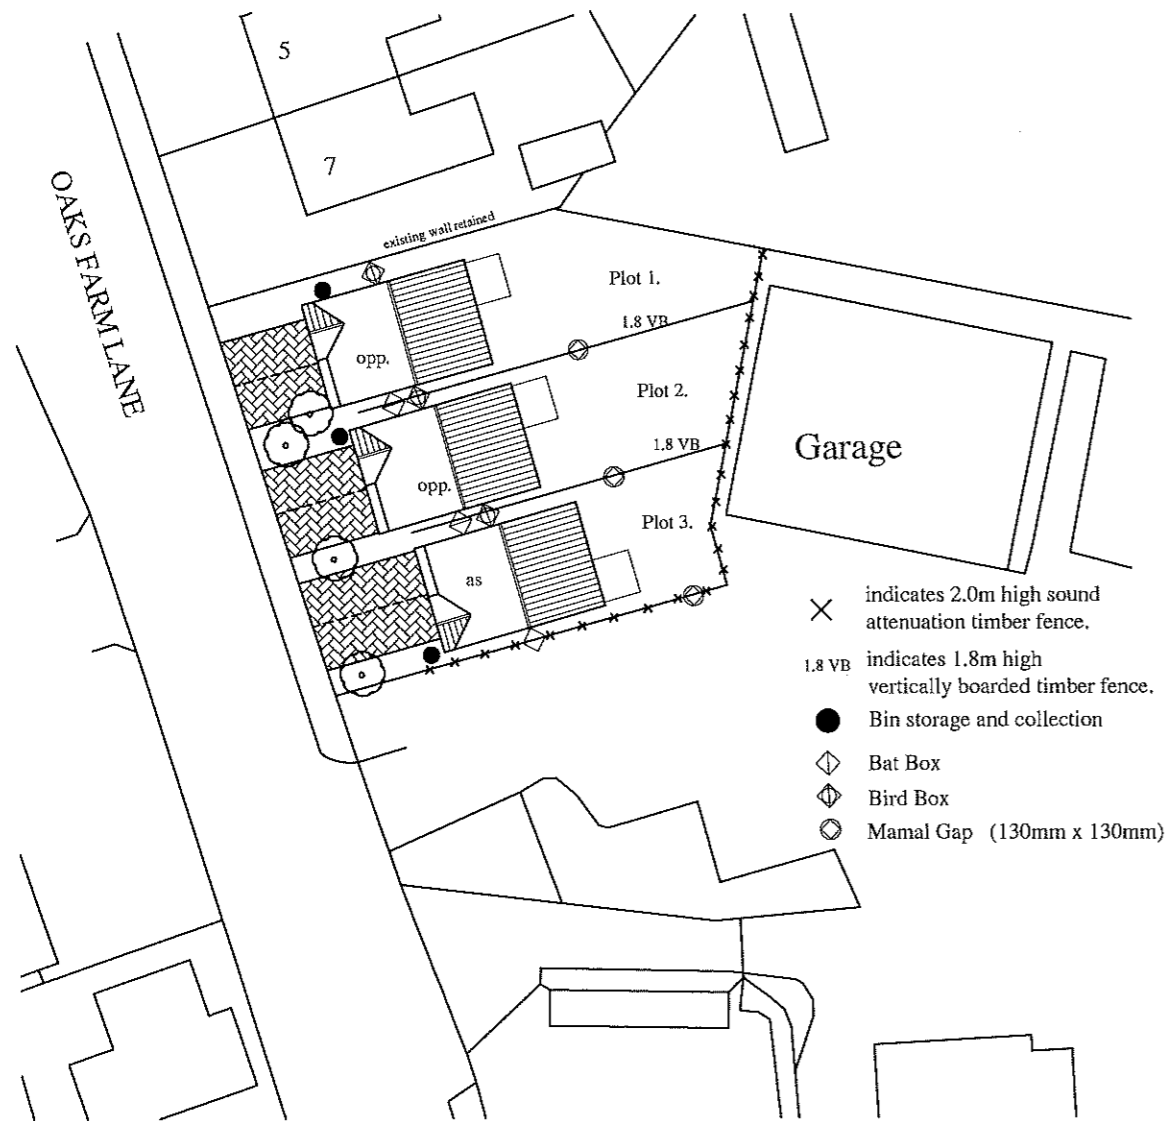 5
7
OAKS FARM LANE
existing wall retained
Plot 1.
1.8 VB
opp.
Plot 2.
1.8 VB
Garage
opp.
Plot 3.
as
indicates 2.0m high sound
attenuation timber fence.
1.8 VB indicates 1.8m high
vertically boarded timber fence.
Bin storage and collection
Bat Box
Bird Box
Mamal Gap (130mm x 130mm)